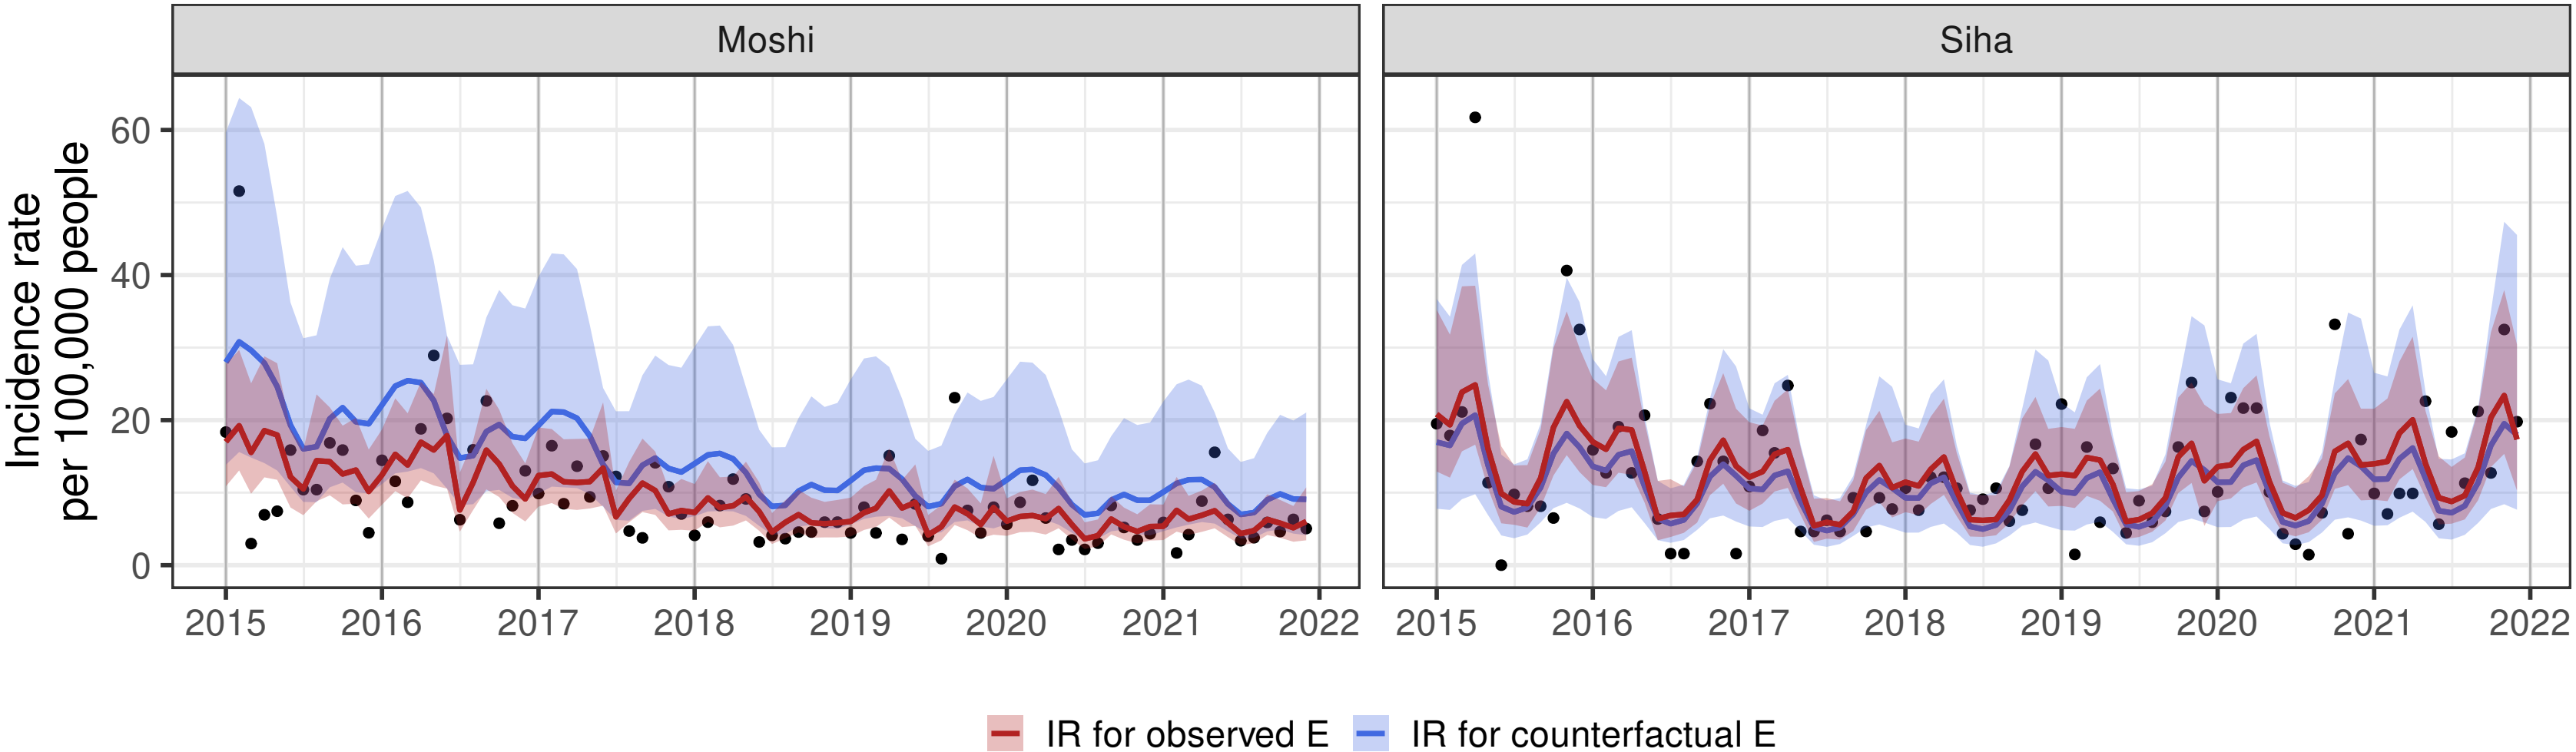 Moshi
Siha
Incidence rate
per 100,000 people
60
40
20
0
2015 2016 2017 2018 2019 2020 2021 2022
2015 2016 2017 2018 2019 2020 2021 2022
IR for observed E
IR for counterfactual E